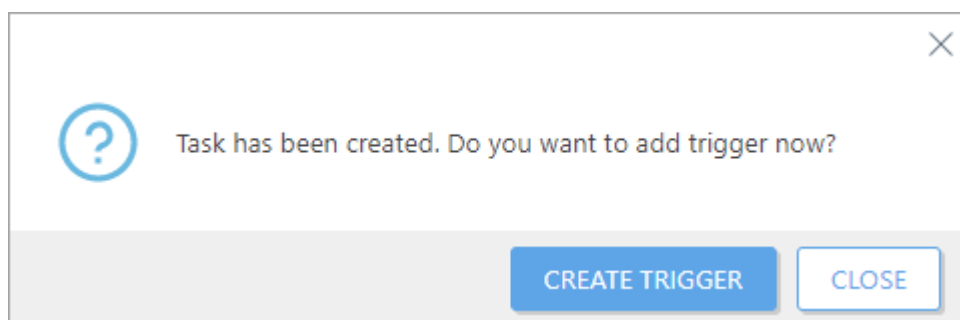 Task has been created. Do you want to add trigger now?
CREATE TRIGGER
CLOSE